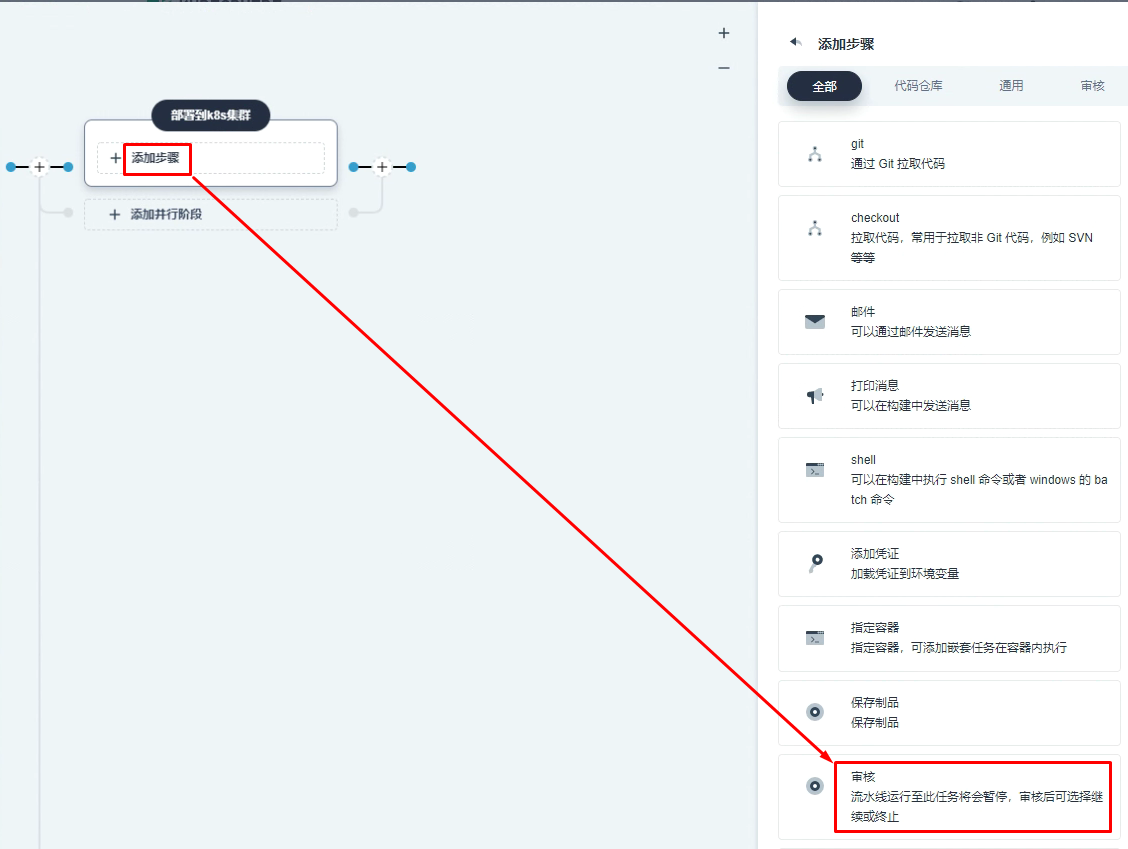 部署到k8s集群
添加步骤
添加并行阶段
添加步骤
全部 代码仓库 通用 审核
git
通过 Git 拉取代码
checkout
拉取代码，常用于拉取非 Git 代码，例如 SVN
等等
邮件
可以通过邮件发送消息
打印消息
可以在构建中发送消息
shell
可以在构建中执行 shell 命令或者 windows 的 ba
tch 命令
添加凭证
加载凭证到环境变量
指定容器
指定容器，可添加嵌套任务在容器内执行
保存制品
保存制品
审核
流水线运行至此任务将会暂停，审核后可选择继
续或终止